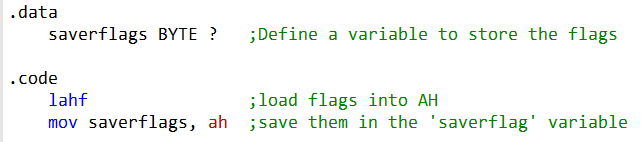 .data
saverflags BYTE ? ;Define a variable to store the flags
.code
lahf ;load flags into AH
mov saverflags, ah ;save them in the 'saverflag' variable